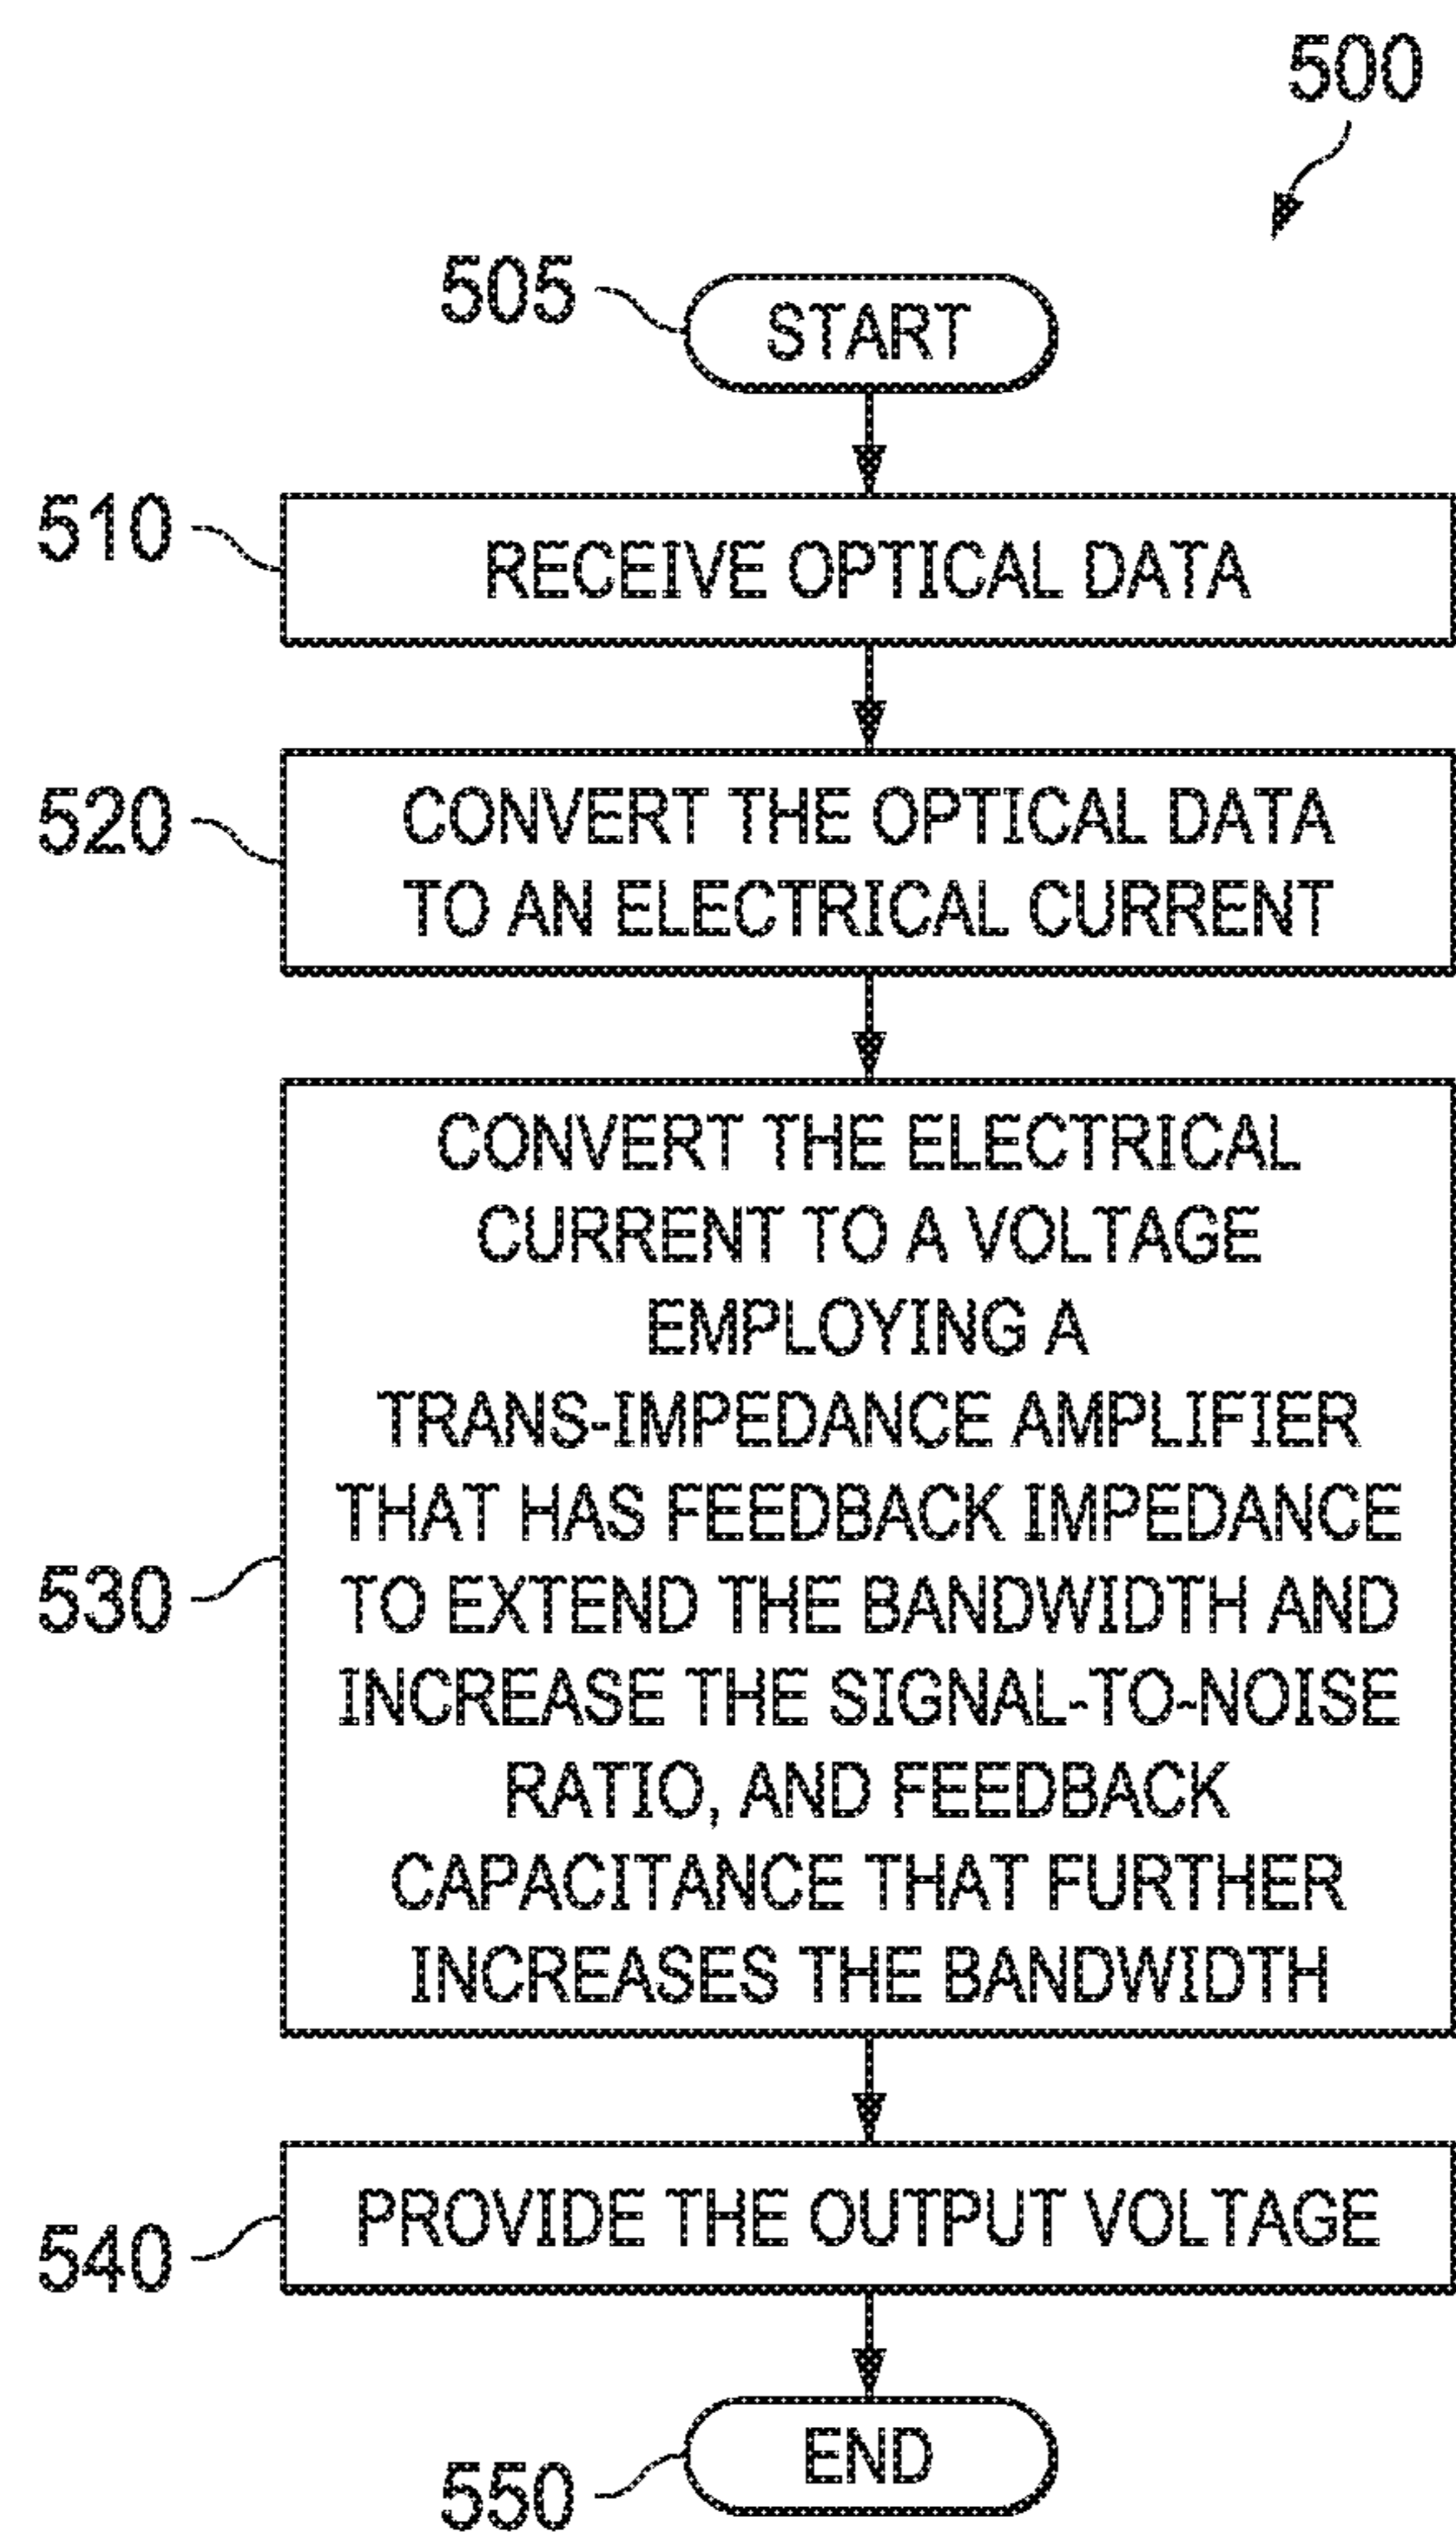 500
505
START
510
RECEIVE OPTICAL DATA
520
CONVERT THE OPTICAL DATA
TO AN ELECTRICAL CURRENT
530
CONVERT THE ELECTRICAL
CURRENT TO A VOLTAGE
EMPLOYING A
TRANS-IMPEDANCE AMPLIFIER
THAT HAS FEEDBACK IMPEDANCE
TO EXTEND THE BANDWIDTH AND
INCREASE THE SIGNAL-TO-NOISE
RATIO, AND FEEDBACK
CAPACITANCE THAT FURTHER
INCREASES THE BANDWIDTH
540
PROVIDE THE OUTPUT VOLTAGE
550
END